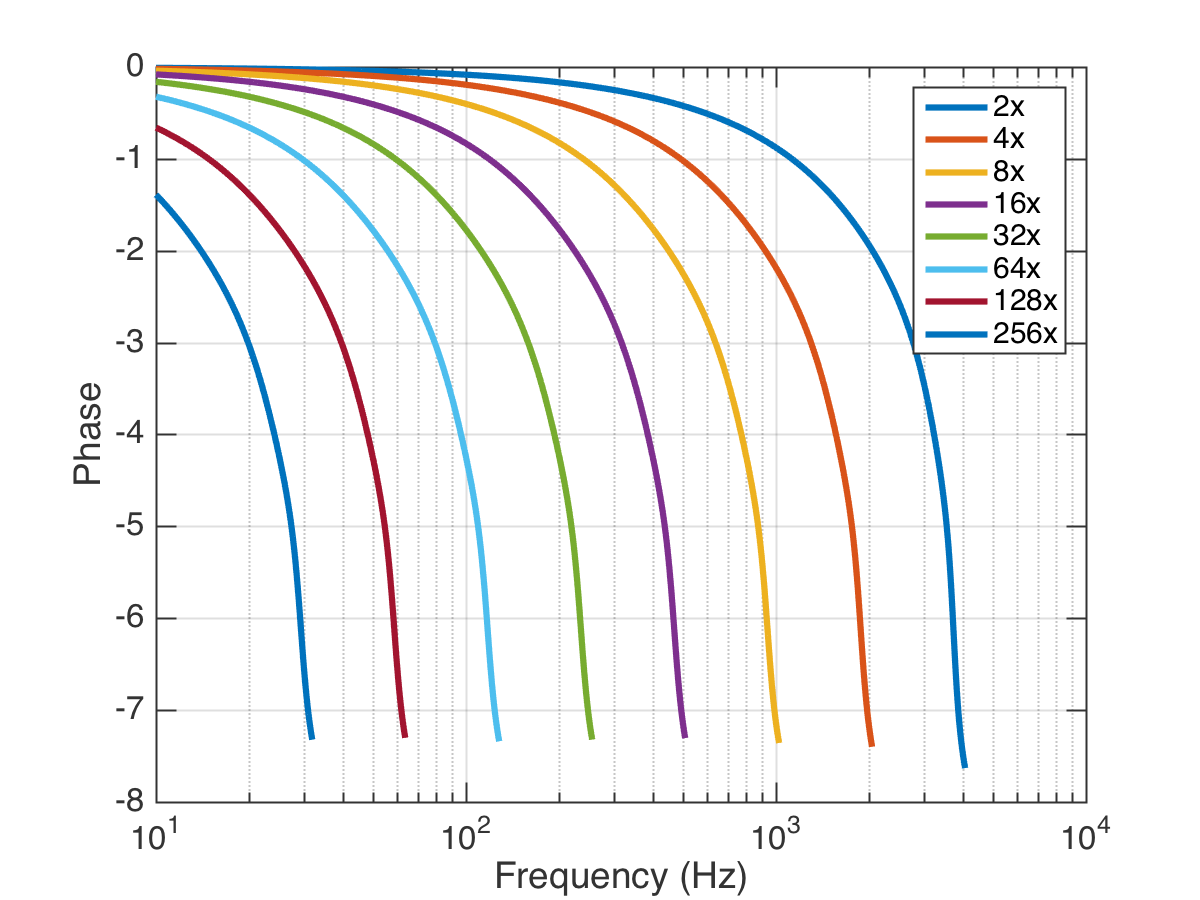 0
-1
-2
-3
-4
-5
-6
-7
-8
Phase
10^1
10^2
10^3
10^4
Frequency (Hz)
2x
4x
8x
16x
32x
64x
128x
256x